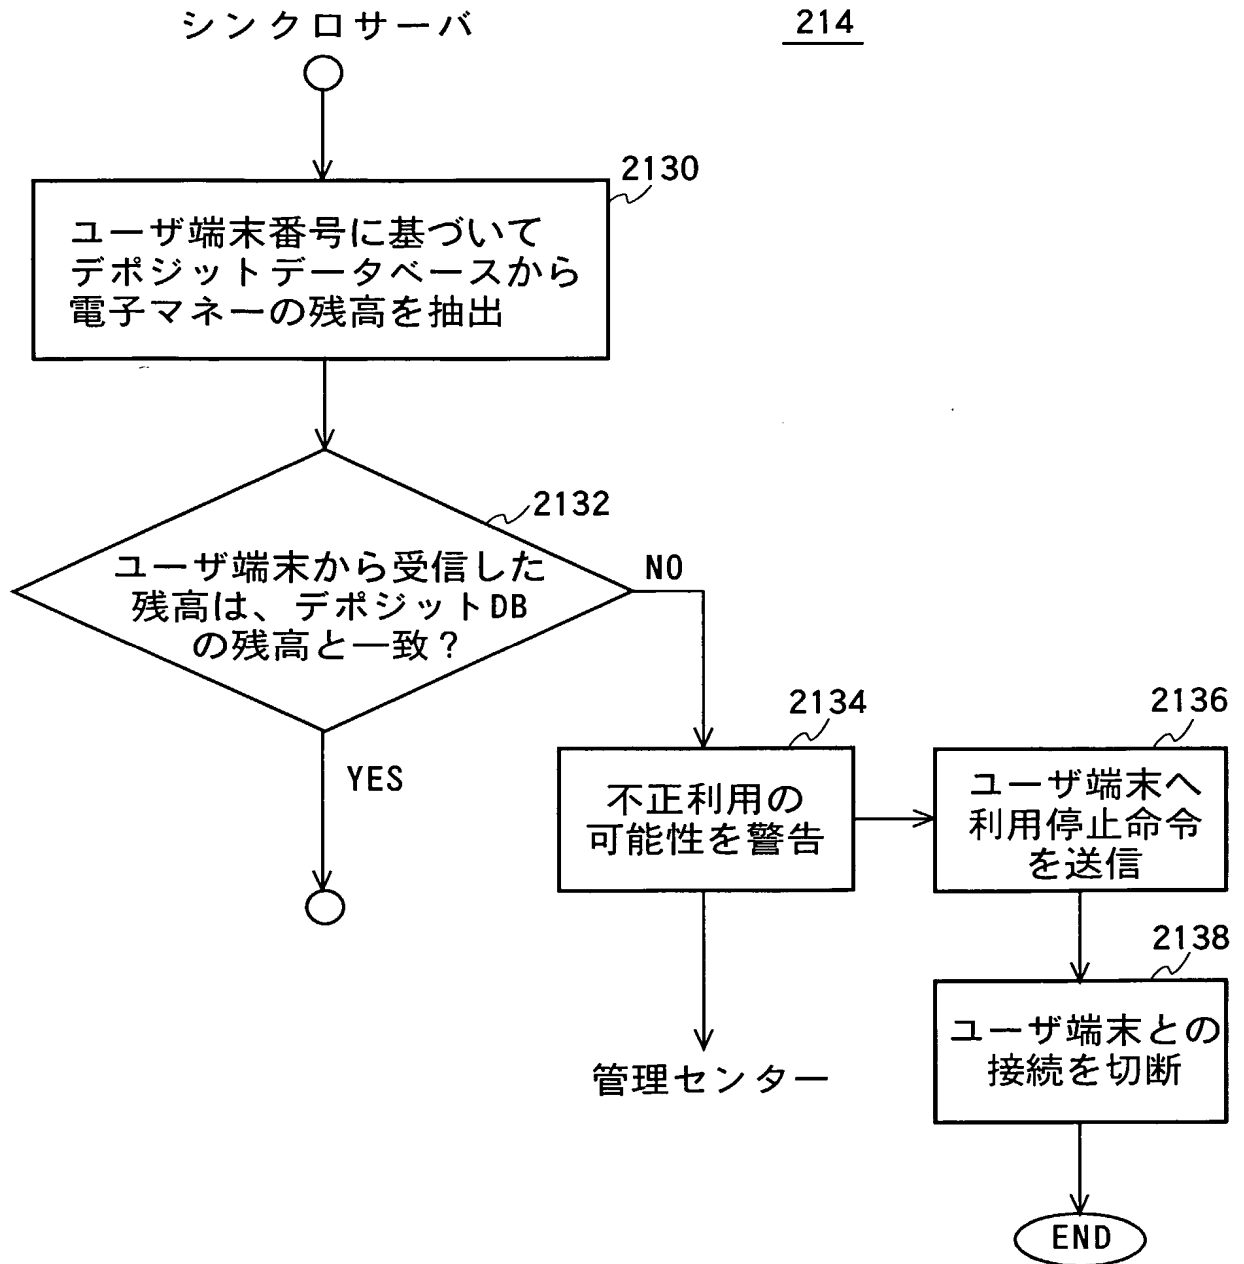 シンクロサーバ
214
2130
ユーザ端末番号に基づいて
デポジットデータベースから
電子マネーの残高を抽出
2132
ユーザ端末から受信した
残高は、デポジットDB
の残高と一致？
NO
YES
2134
不正利用の
可能性を警告
2136
ユーザ端末へ
利用停止命令
を送信
2138
ユーザ端末との
接続を切断
管理センター
END